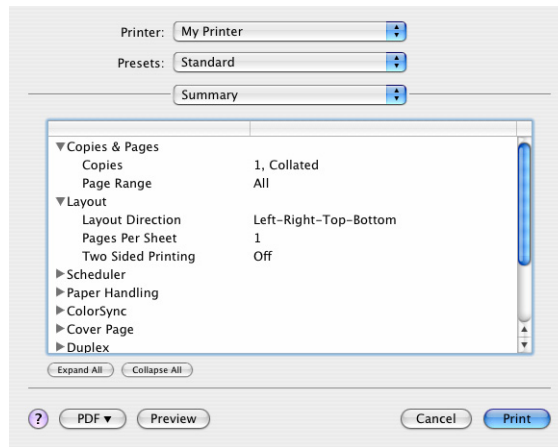 Printer: My Printer
Presets: Standard
Summary
▼Copies & Pages
Copies 1, Collated
Page Range All
▼Layout
Layout Direction Left-Right-Top-Bottom
Pages Per Sheet 1
Two Sided Printing Off
▶Scheduler
▶Paper Handling
▶ColorSync
▶Cover Page
▶Duplex
Expand All Collapse All
? PDF▼ Preview Cancel Print